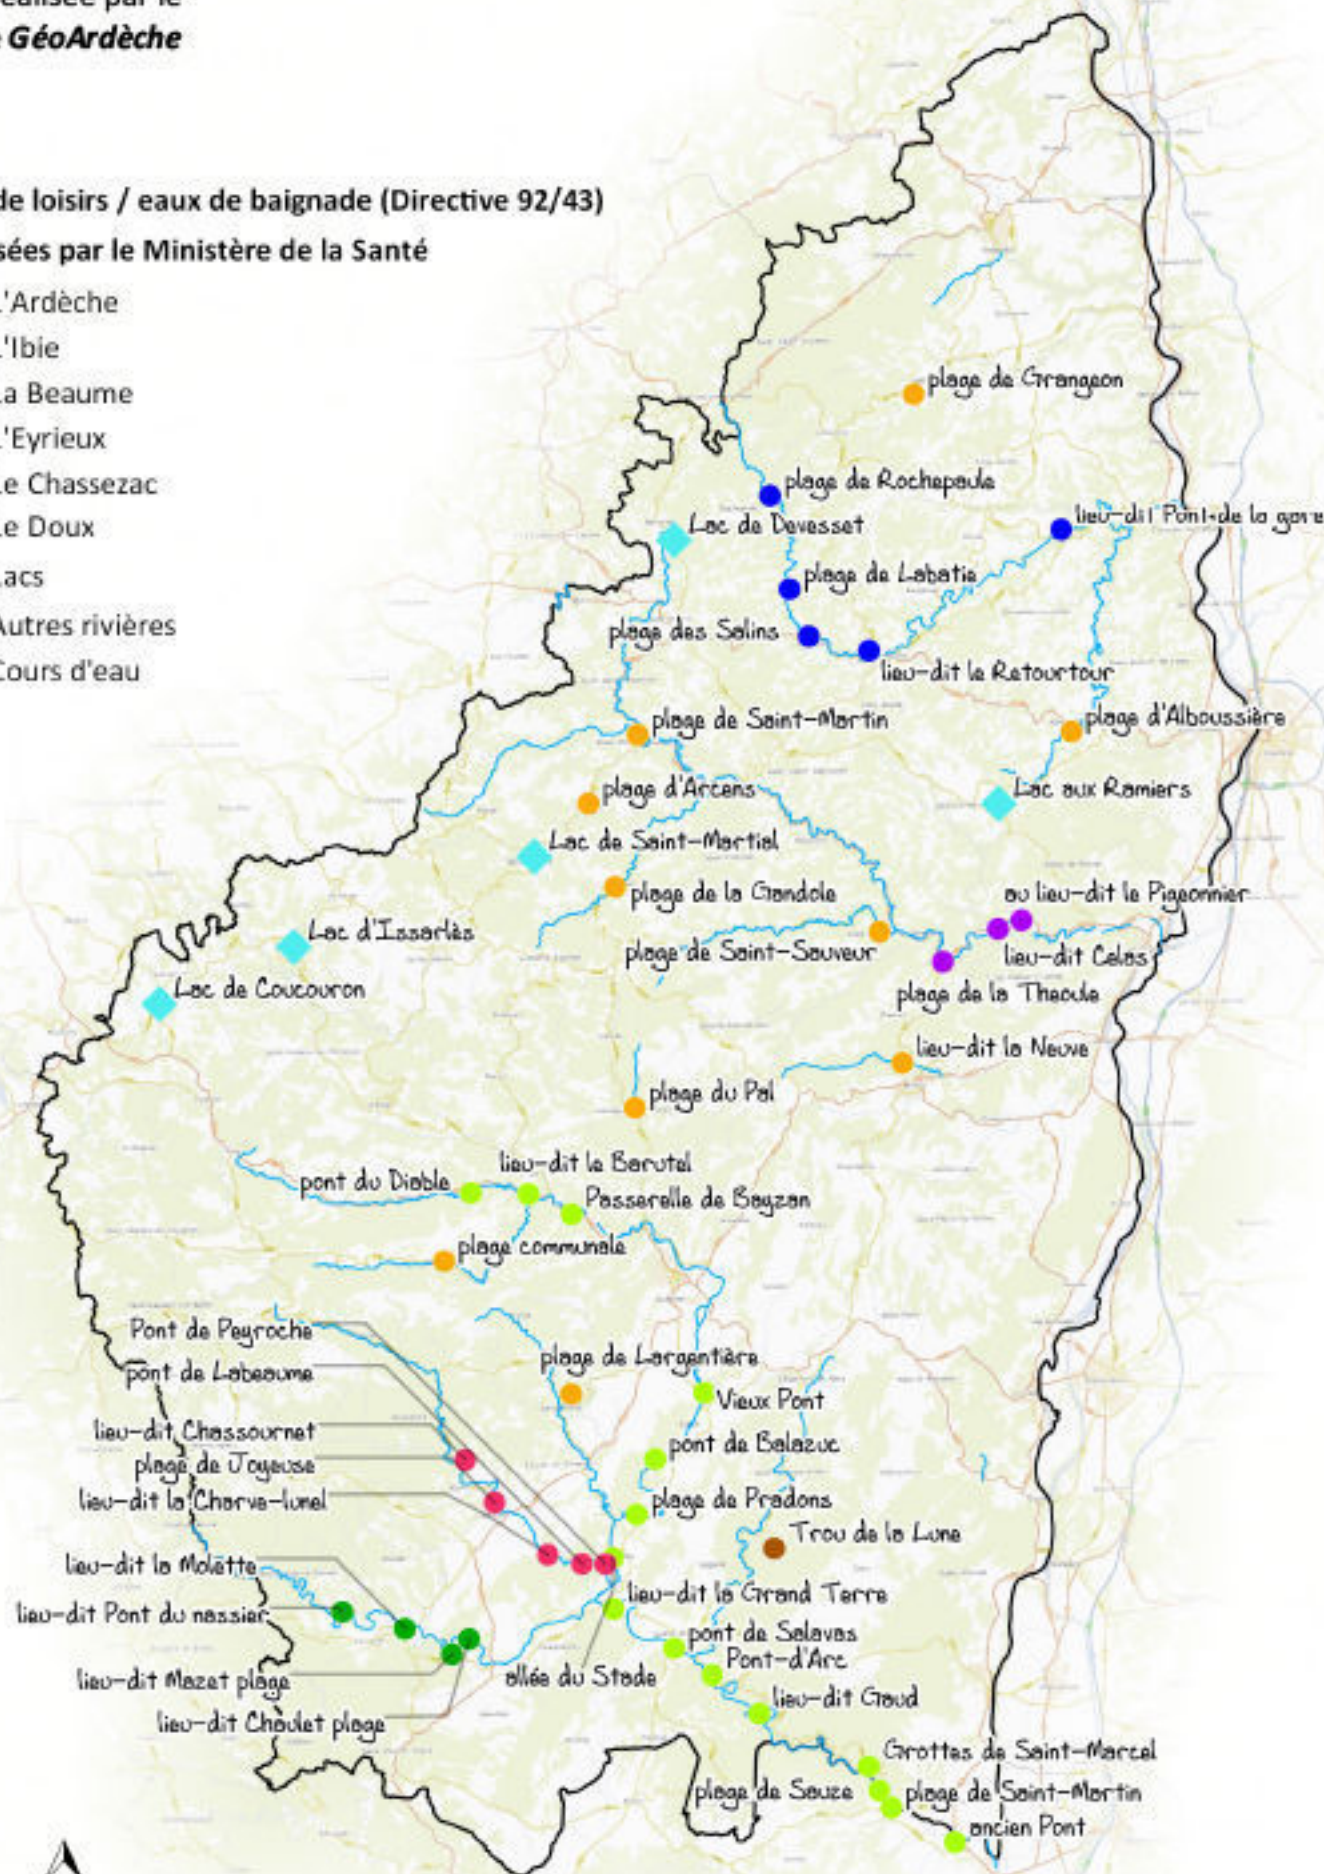 GéoArdèche
de loisirs / eaux de baignade (Directive 92/43)
sées par le Ministère de la Santé
L'Ardèche
L'Ibie
La Beaume
L'Eyrieux
Le Chassezac
Le Doux
Lacs
Autres rivières
Cours d'eau
plage de Grangeon
plage de Rochepaule
lieu-dit Pont-de la gare
Lac de Devesset
plage de Labatie
plage des Salins
lieu-dit le Retourtour
plage de Saint-Martin
plage d'Alboussière
plage d'Arcens
Lac aux Ramiers
Lac de Saint-Martial
plage de la Gandole
au lieu-dit le Pigeonnier
Lac d'Issarlès
plage de Saint-Sauveur
lieu-dit Celas
Lac de Coucouron
plage de la Theoule
lieu-dit la Neuve
plage du Pal
lieu-dit le Barutel
pont du Diable
Passerelle de Bayzan
plage communale
Pont de Peyroche
plage de Largentière
pont de Labeaume
Vieux Pont
lieu-dit Chassournet
pont de Balazuc
plage de Joyeuse
lieu-dit la Charve-lunel
plage de Pradons
Trou de la Lune
lieu-dit la Molette
lieu-dit la Grand Terre
lieu-dit Pont du nassier
pont de Salavas
Pont-d'Arc
lieu-dit Mazet plage
allée du Stade
lieu-dit Gaud
lieu-dit Chaulet plage
Grottes de Saint-Marcel
plage de Sauze
plage de Saint-Martin
ancien Pont